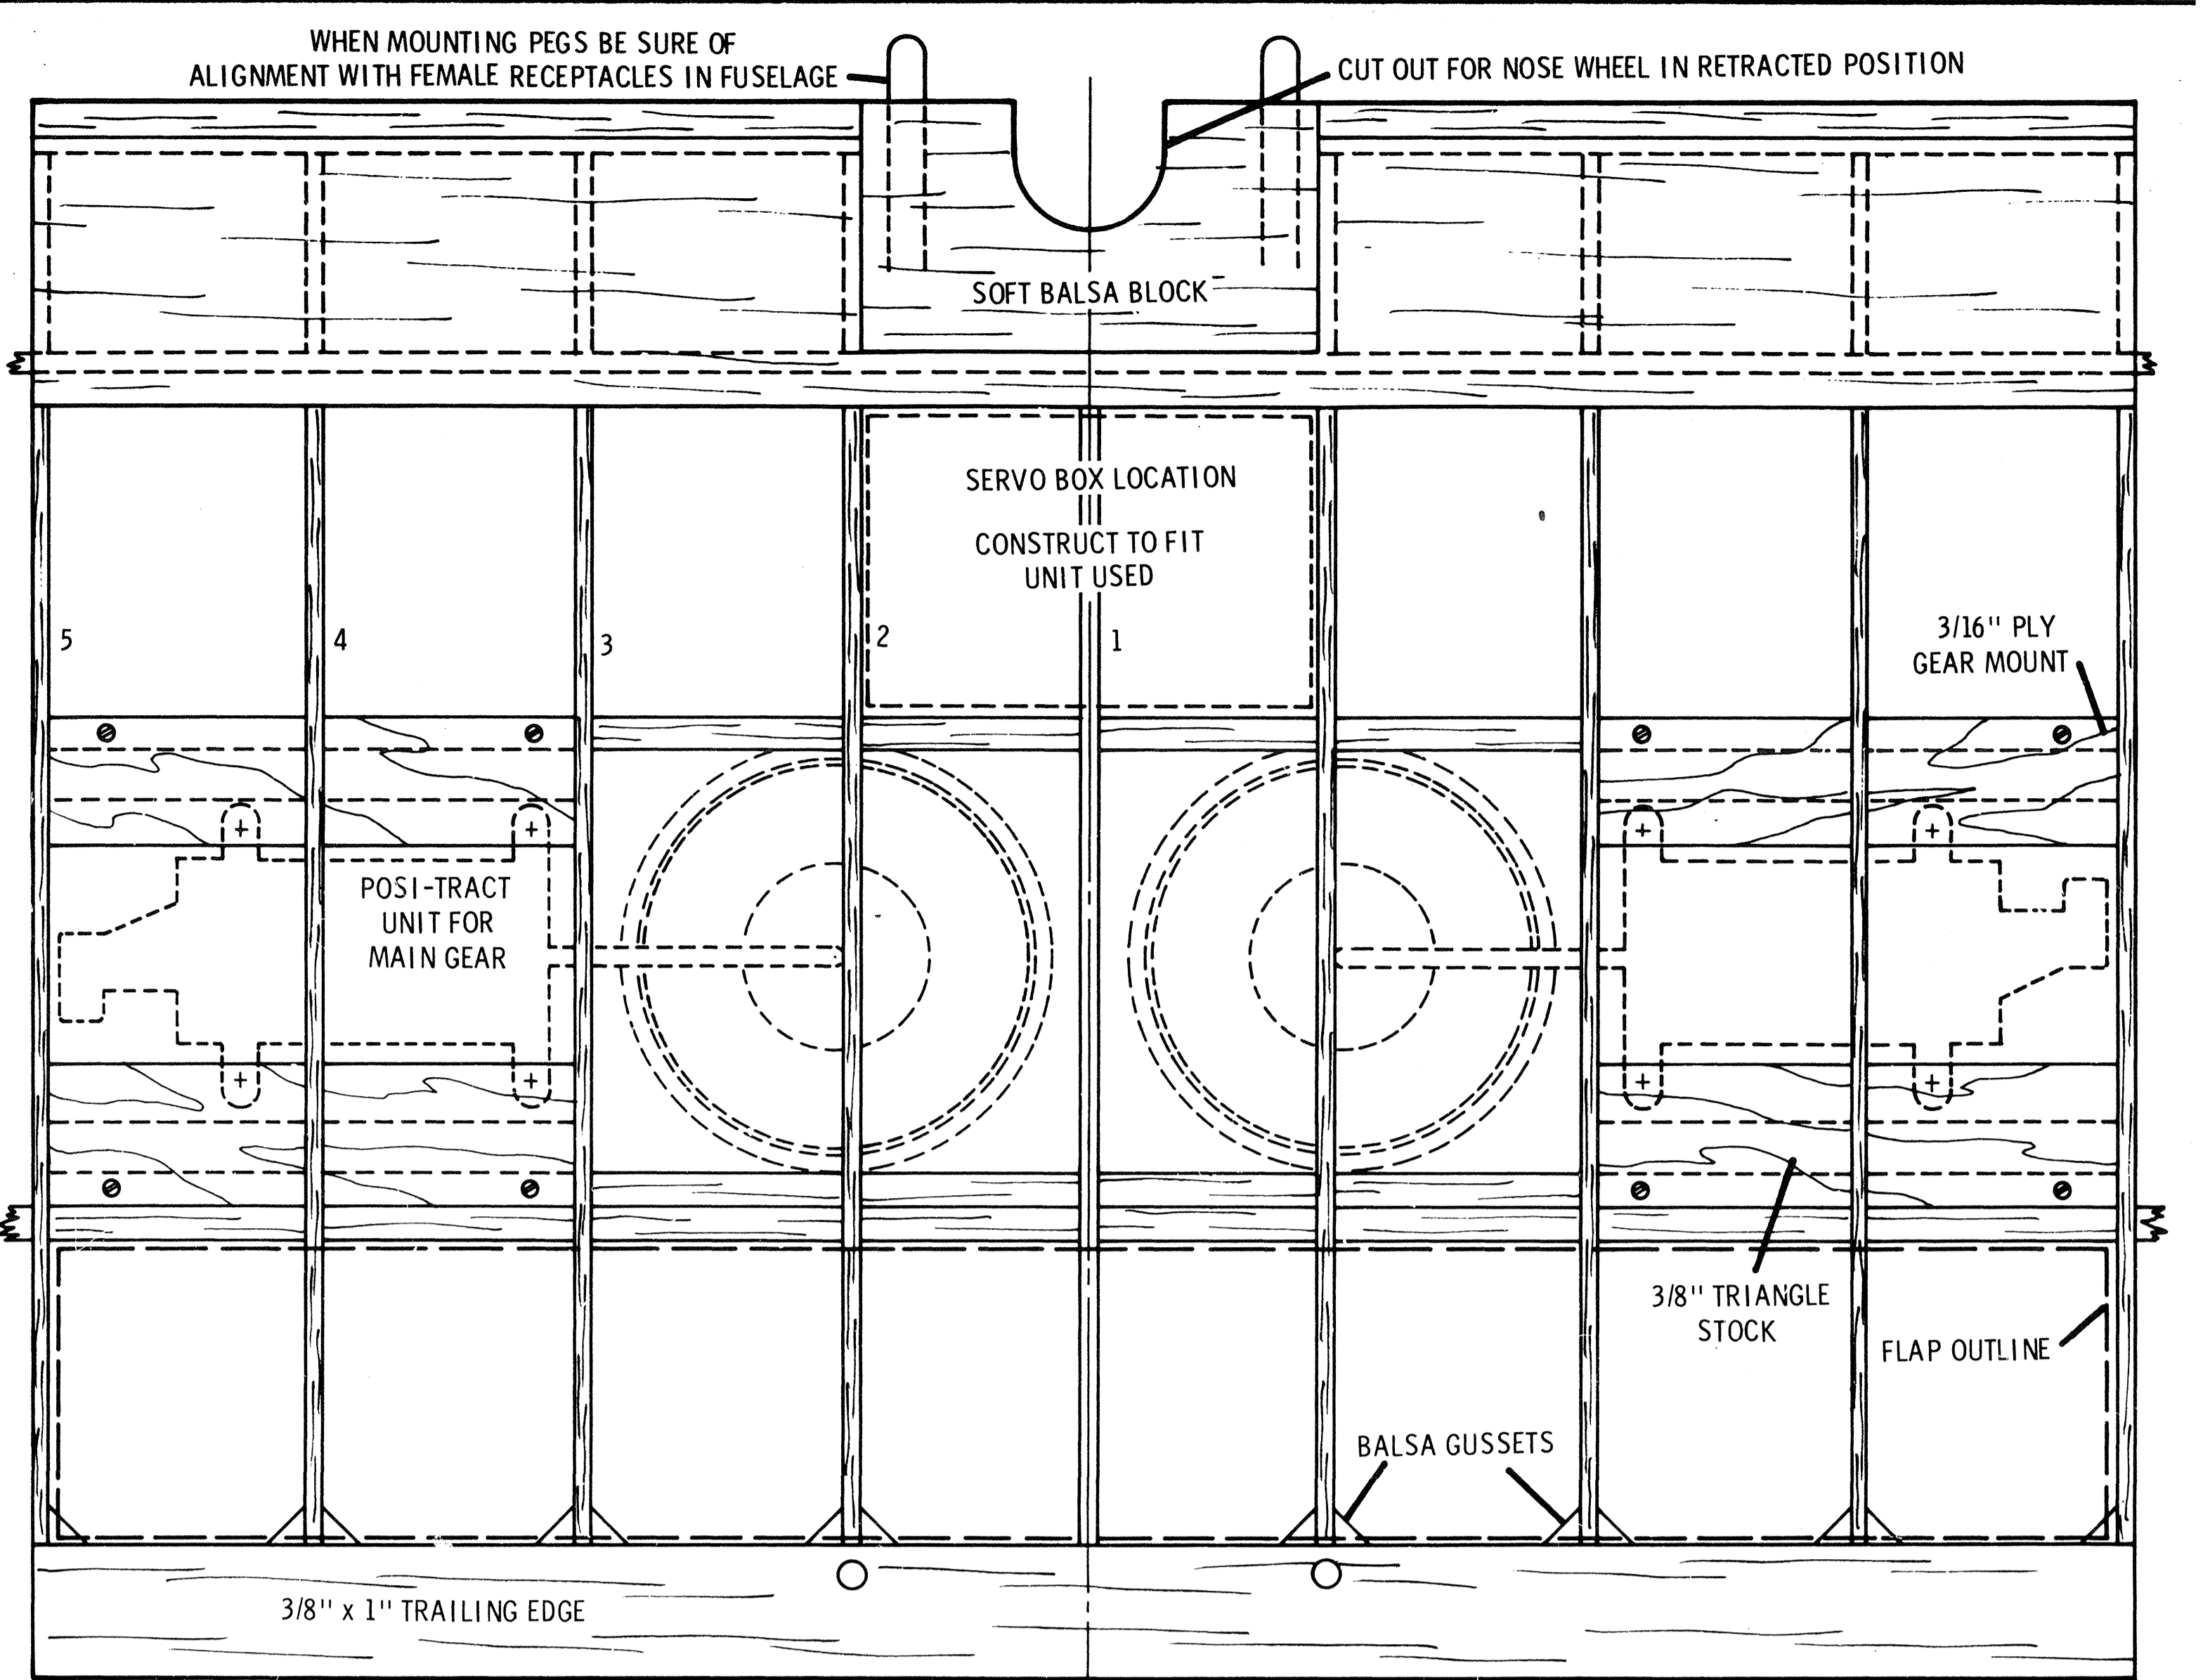 WHEN MOUNTING PEGS BE SURE OF
ALIGNMENT WITH FEMALE RECEPTACLES IN FUSELAGE
CUT OUT FOR NOSE WHEEL IN RETRACTED POSITION
SOFT BALSA BLOCK
SERVO BOX LOCATION
CONSTRUCT TO FIT
UNIT USED
5
4
3
2
1
3/16" PLY
GEAR MOUNT
POSI-TRACT
UNIT FOR
MAIN GEAR
3/8" TRIANGLE
STOCK
FLAP OUTLINE
BALSA GUSSETS
3/8" x 1" TRAILING EDGE